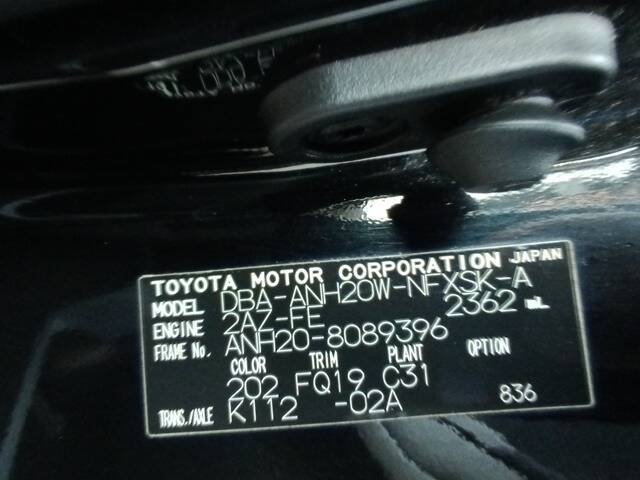 TOYOTA MOTOR CORPORATION JAPAN
MODEL DBA-ANH20W-NFXSK-A
ENGINE 2AZ-FE 2362 mL
FRAME No. ANH20-8089396
COLOR TRIM PLANT OPTION
202 FQ19 C31
TRANS./AXLE K112 -02A 836